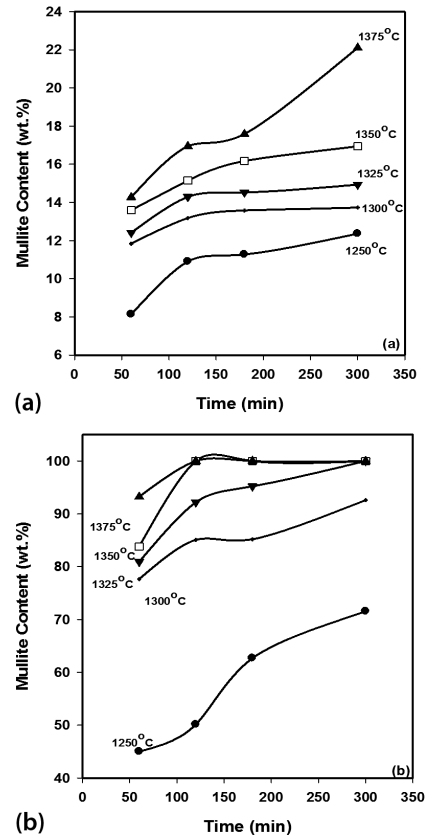 24
22
20
18
16
14
12
10
8
6
Mullite Content (wt.%)
1375°C
1350°C
1325°C
1300°C
1250°C
(a)
0 50 100 150 200 250 300 350
(a)
Time (min)
100
90
80
70
60
50
40
Mullite Content (wt.%)
1375°C
1350°C
1325°C
1300°C
1250°C
(b)
0 50 100 150 200 250 300 350
(b)
Time (min)